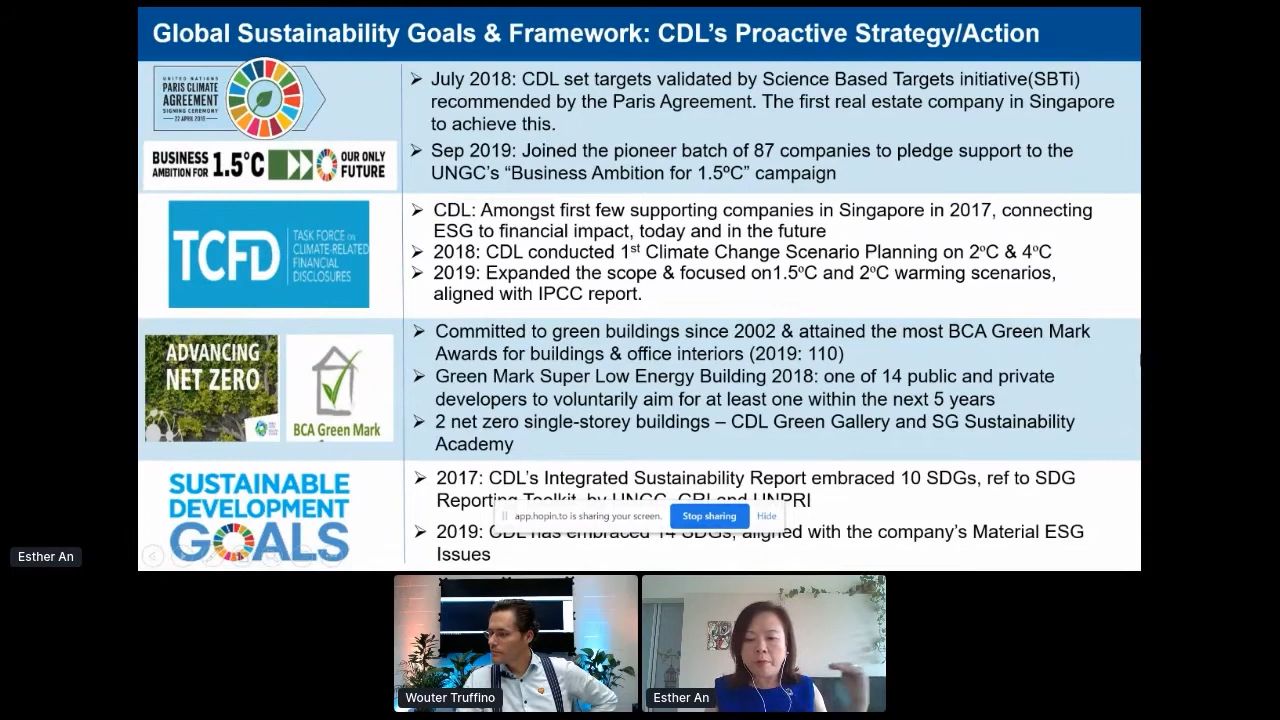 Global Sustainability Goals & Framework: CDL's Proactive Strategy/Action
UNITED NATIONS
PARIS CLIMATE
AGREEMENT
SIGNING CEREMONY
22 APRIL 2016
➢ July 2018: CDL set targets validated by Science Based Targets initiative(SBTi)
recommended by the Paris Agreement. The first real estate company in Singapore
to achieve this.
BUSINESS
AMBITION FOR
1.5°C
OUR ONLY
FUTURE
➢ Sep 2019: Joined the pioneer batch of 87 companies to pledge support to the
UNGC's “Business Ambition for 1.5ºC” campaign
TCFD
TASK FORCE ON
CLIMATE-RELATED
FINANCIAL
DISCLOSURES
➢ CDL: Amongst first few supporting companies in Singapore in 2017, connecting
ESG to financial impact, today and in the future
➢ 2018: CDL conducted 1st Climate Change Scenario Planning on 2ºC & 4ºC
➢ 2019: Expanded the scope & focused on1.5ºC and 2ºC warming scenarios,
aligned with IPCC report.
ADVANCING
NET ZERO
BCA Green Mark
➢ Committed to green buildings since 2002 & attained the most BCA Green Mark
Awards for buildings & office interiors (2019: 110)
➢ Green Mark Super Low Energy Building 2018: one of 14 public and private
developers to voluntarily aim for at least one within the next 5 years
➢ 2 net zero single-storey buildings – CDL Green Gallery and SG Sustainability
Academy
SUSTAINABLE
DEVELOPMENT
GOALS
➢ 2017: CDL's Integrated Sustainability Report embraced 10 SDGs, ref to SDG
Reporting Toolkit, by UNGC, GRI and UNPRI
app.hopin.to is sharing your screen.
Stop sharing
Hide
➢ 2019: CDL has embraced 14 SDGs, aligned with the company's Material ESG
Issues
Esther An
Wouter Truffino
Esther An